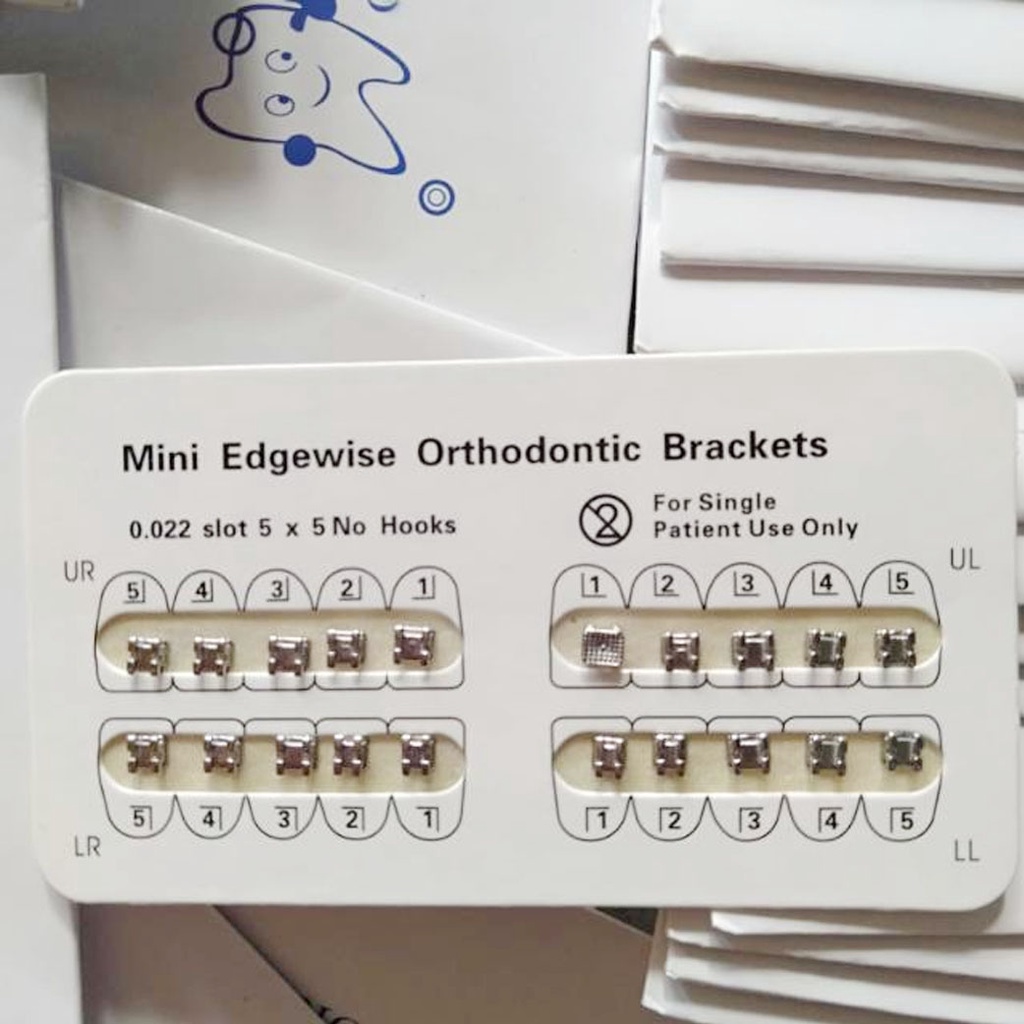 Mini Edgewise Orthodontic Brackets
0.022 slot 5 x 5 No Hooks
For Single
Patient Use Only
UR
UL
5 4 3 2 1
1 2 3 4 5
5 4 3 2 1
1 2 3 4 5
LR
LL